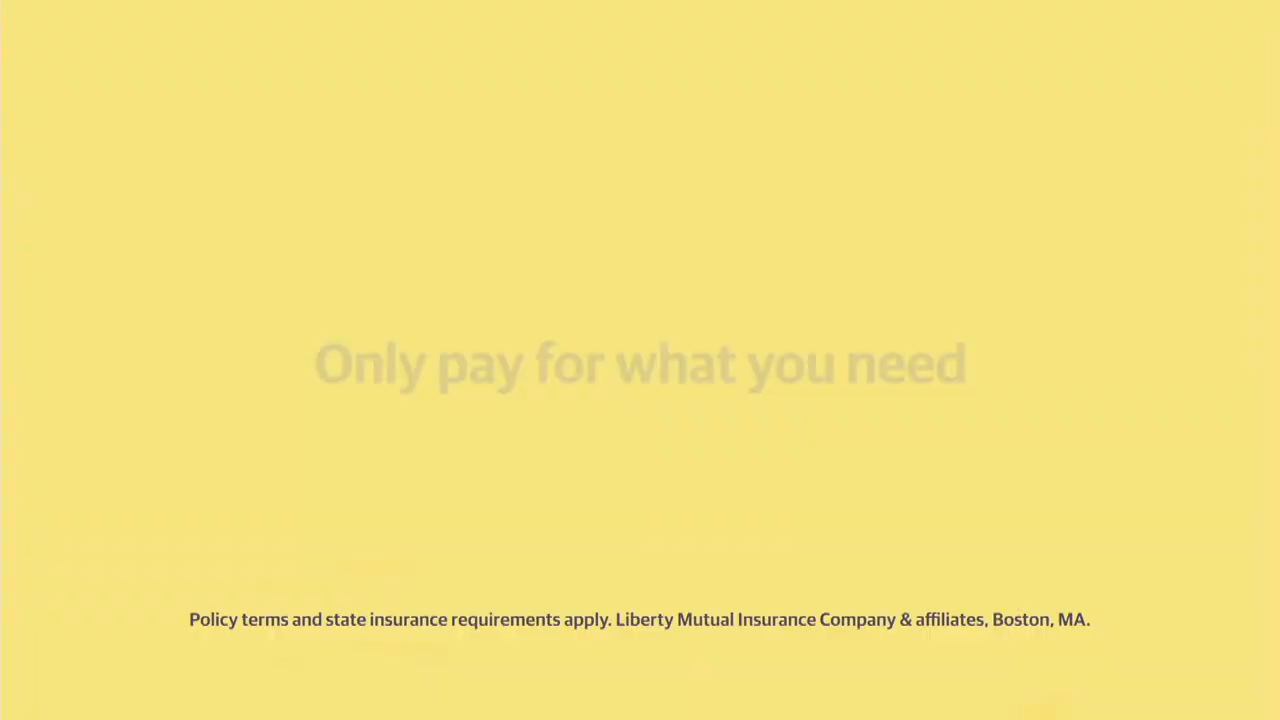 Only pay for what you need
Policy terms and state insurance requirements apply. Liberty Mutual Insurance Company & affiliates, Boston, MA.